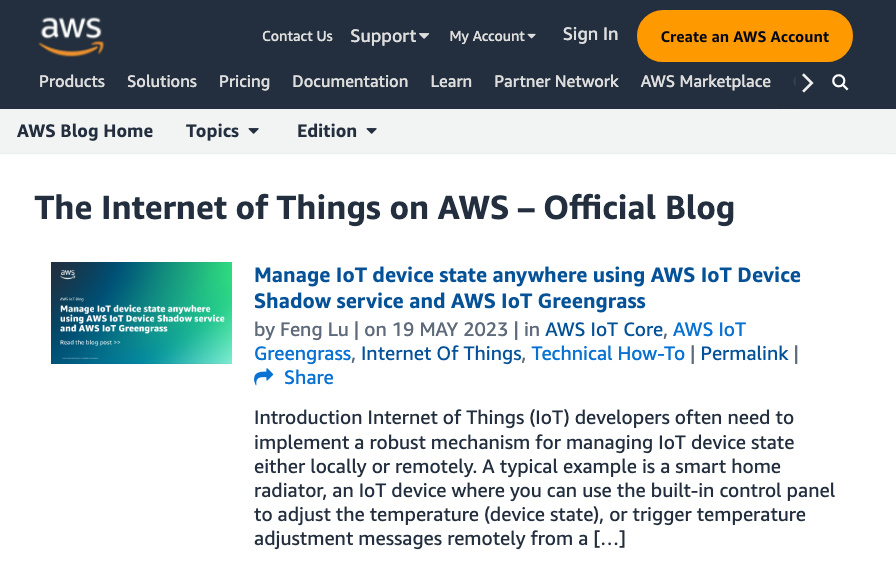 aws
Contact Us Support My Account Sign In Create an AWS Account
Products Solutions Pricing Documentation Learn Partner Network AWS Marketplace
AWS Blog Home Topics Edition
The Internet of Things on AWS – Official Blog
aws
AWS IoT Blog
Manage IoT device state anywhere
using AWS IoT Device Shadow service
and AWS IoT Greengrass
Read the blog post >>
Manage IoT device state anywhere using AWS IoT Device
Shadow service and AWS IoT Greengrass
by Feng Lu | on 19 MAY 2023 | in AWS IoT Core, AWS IoT
Greengrass, Internet Of Things, Technical How-To | Permalink |
Share
Introduction Internet of Things (IoT) developers often need to
implement a robust mechanism for managing IoT device state
either locally or remotely. A typical example is a smart home
radiator, an IoT device where you can use the built-in control panel
to adjust the temperature (device state), or trigger temperature
adjustment messages remotely from a […]